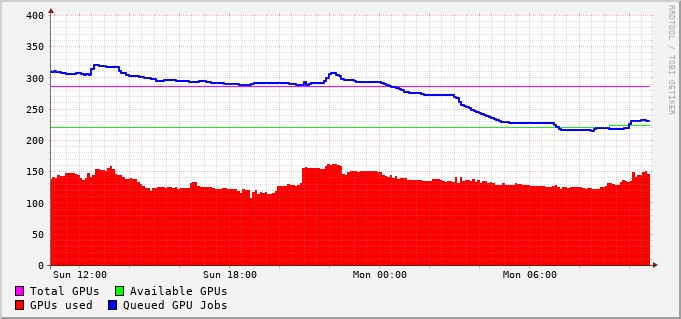 400
350
300
250
200
150
100
50
0
Sun 12:00 Sun 18:00 Mon 00:00 Mon 06:00
Total GPUs Available GPUs
GPUs used Queued GPU Jobs
RRDTOOL / TOBI OETIKER